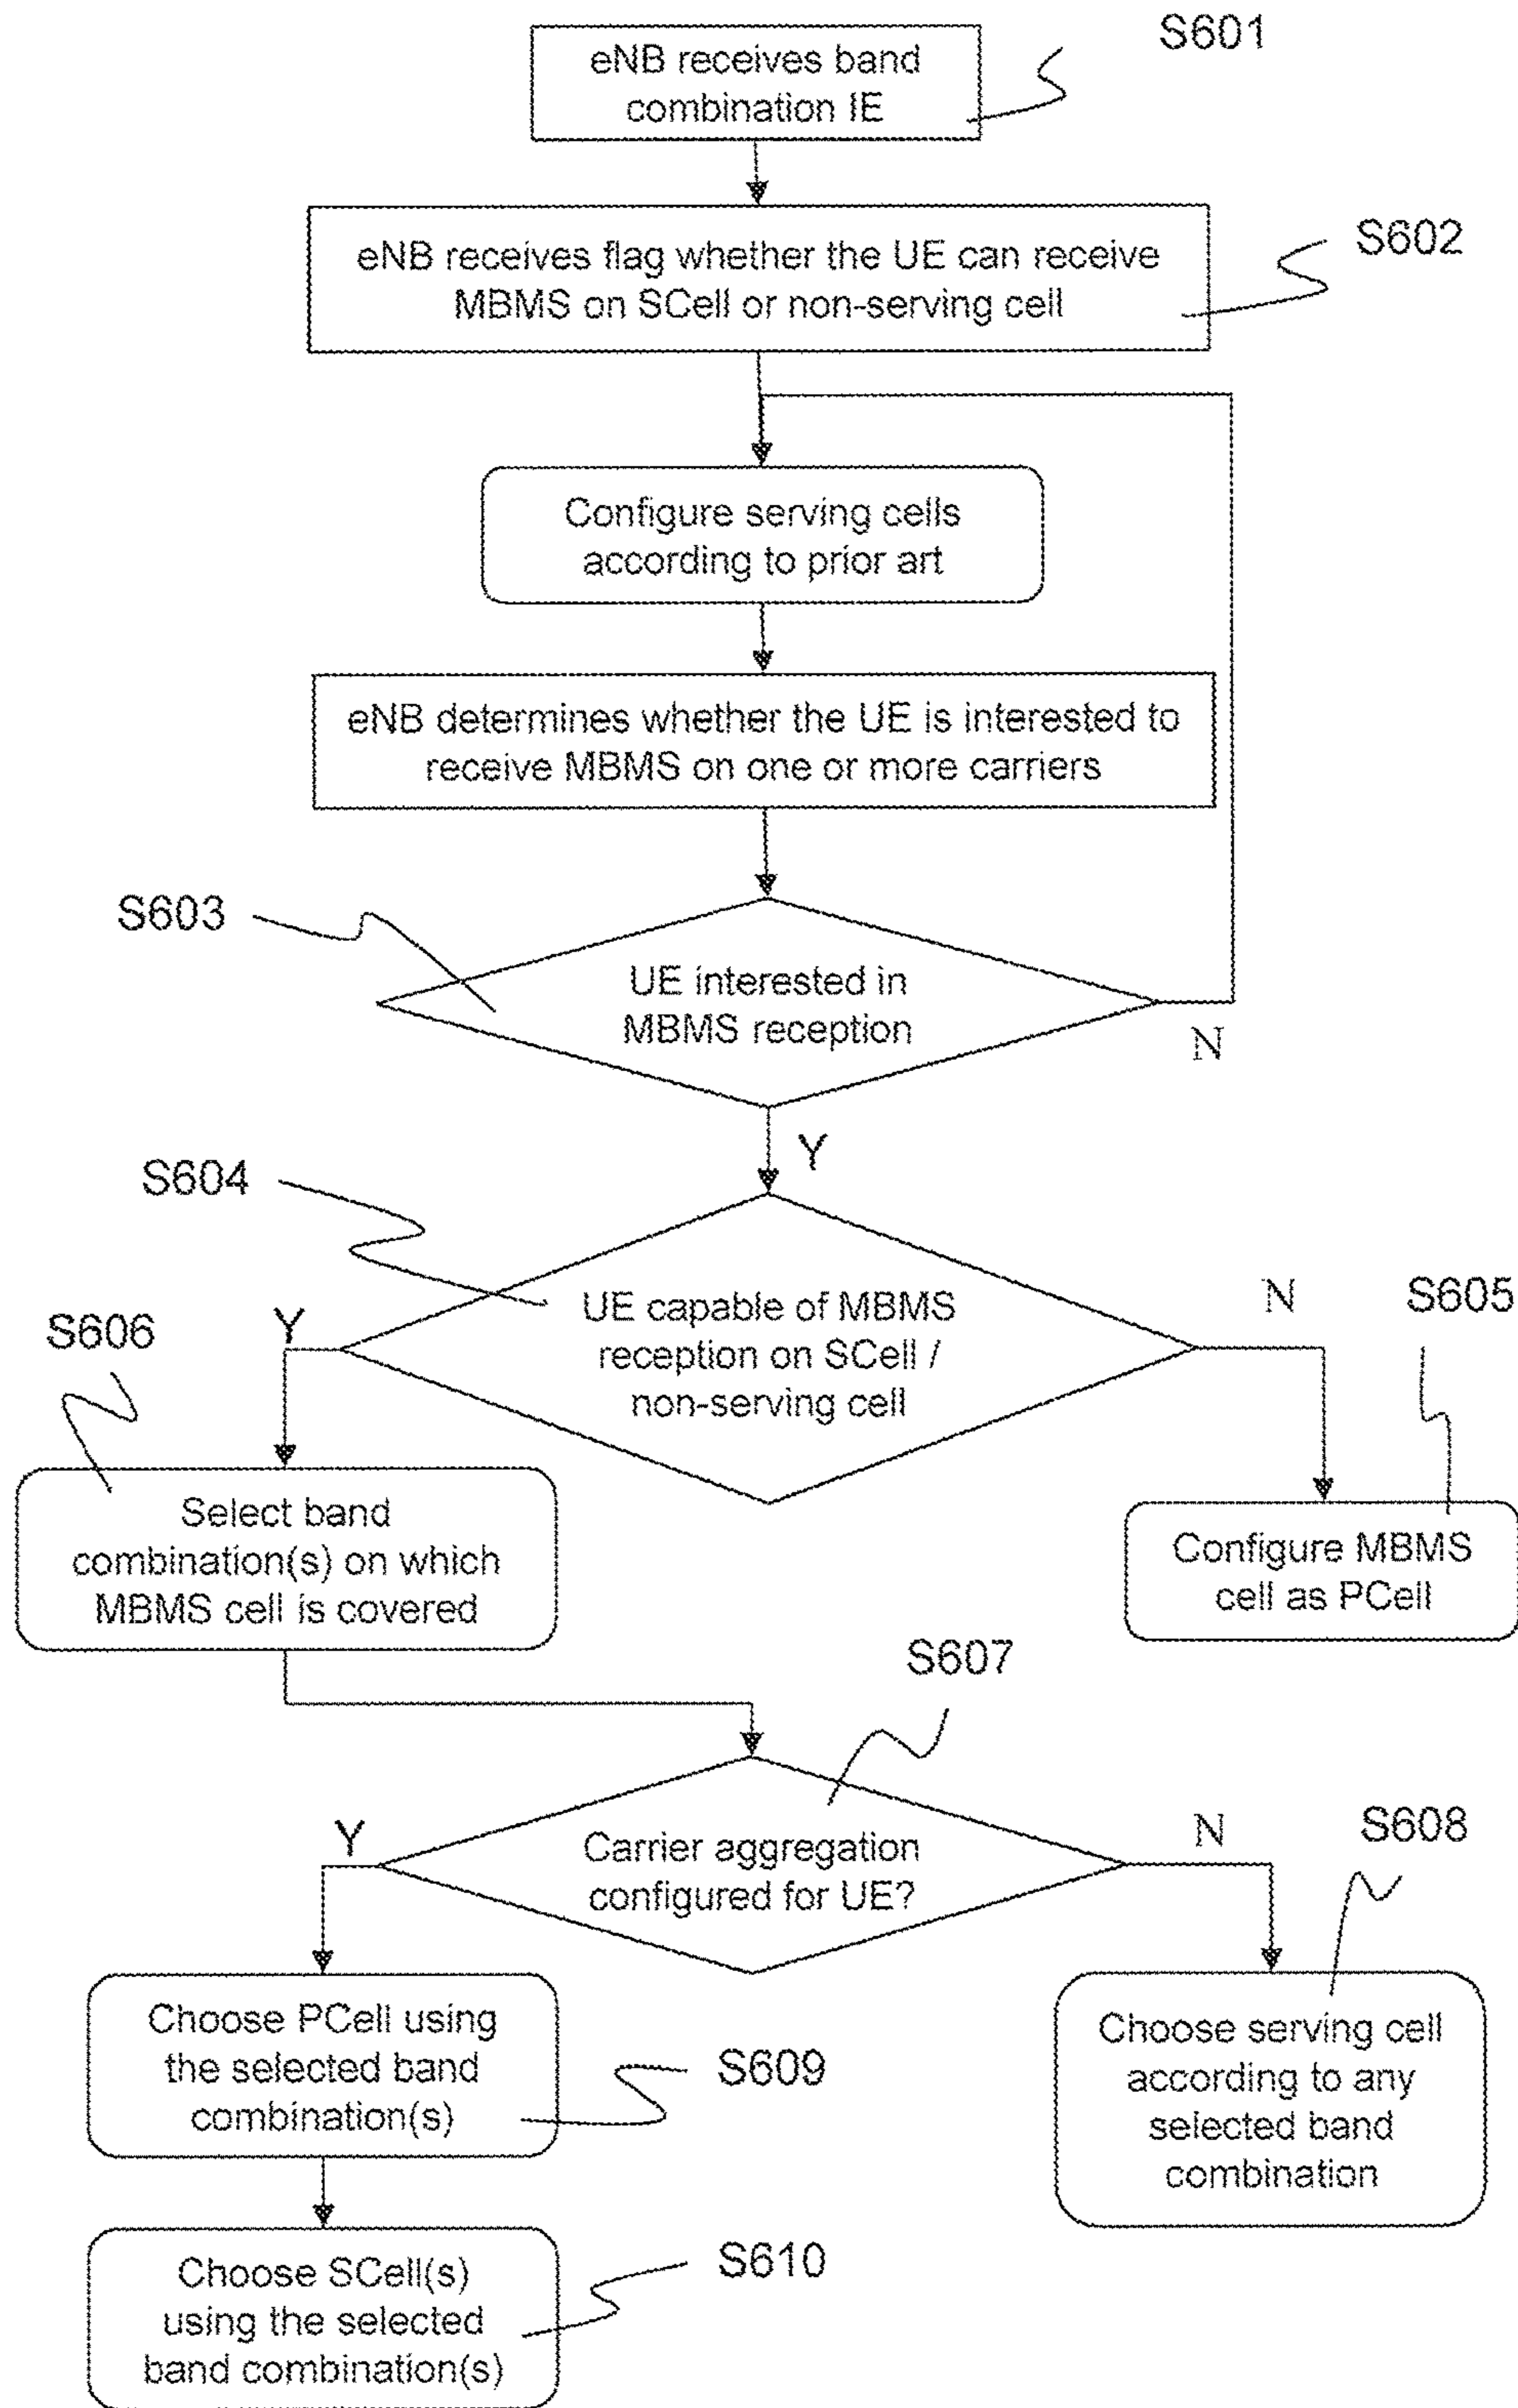 S601
eNB receives band
combination IE
S602
eNB receives flag whether the UE can receive
MBMS on SCell or non-serving cell
Configure serving cells
according to prior art
eNB determines whether the UE is interested to
receive MBMS on one or more carriers
S603
UE interested in
MBMS reception
N
Y
S604
UE capable of MBMS
reception on SCell /
non-serving cell
Y
N
S605
S606
Select band
combination(s) on which
MBMS cell is covered
Configure MBMS
cell as PCell
S607
Carrier aggregation
configured for UE?
Y
N
S608
Choose PCell using
the selected band
combination(s)
S609
Choose serving cell
according to any
selected band
combination
Choose SCell(s)
using the selected
band combination(s)
S610